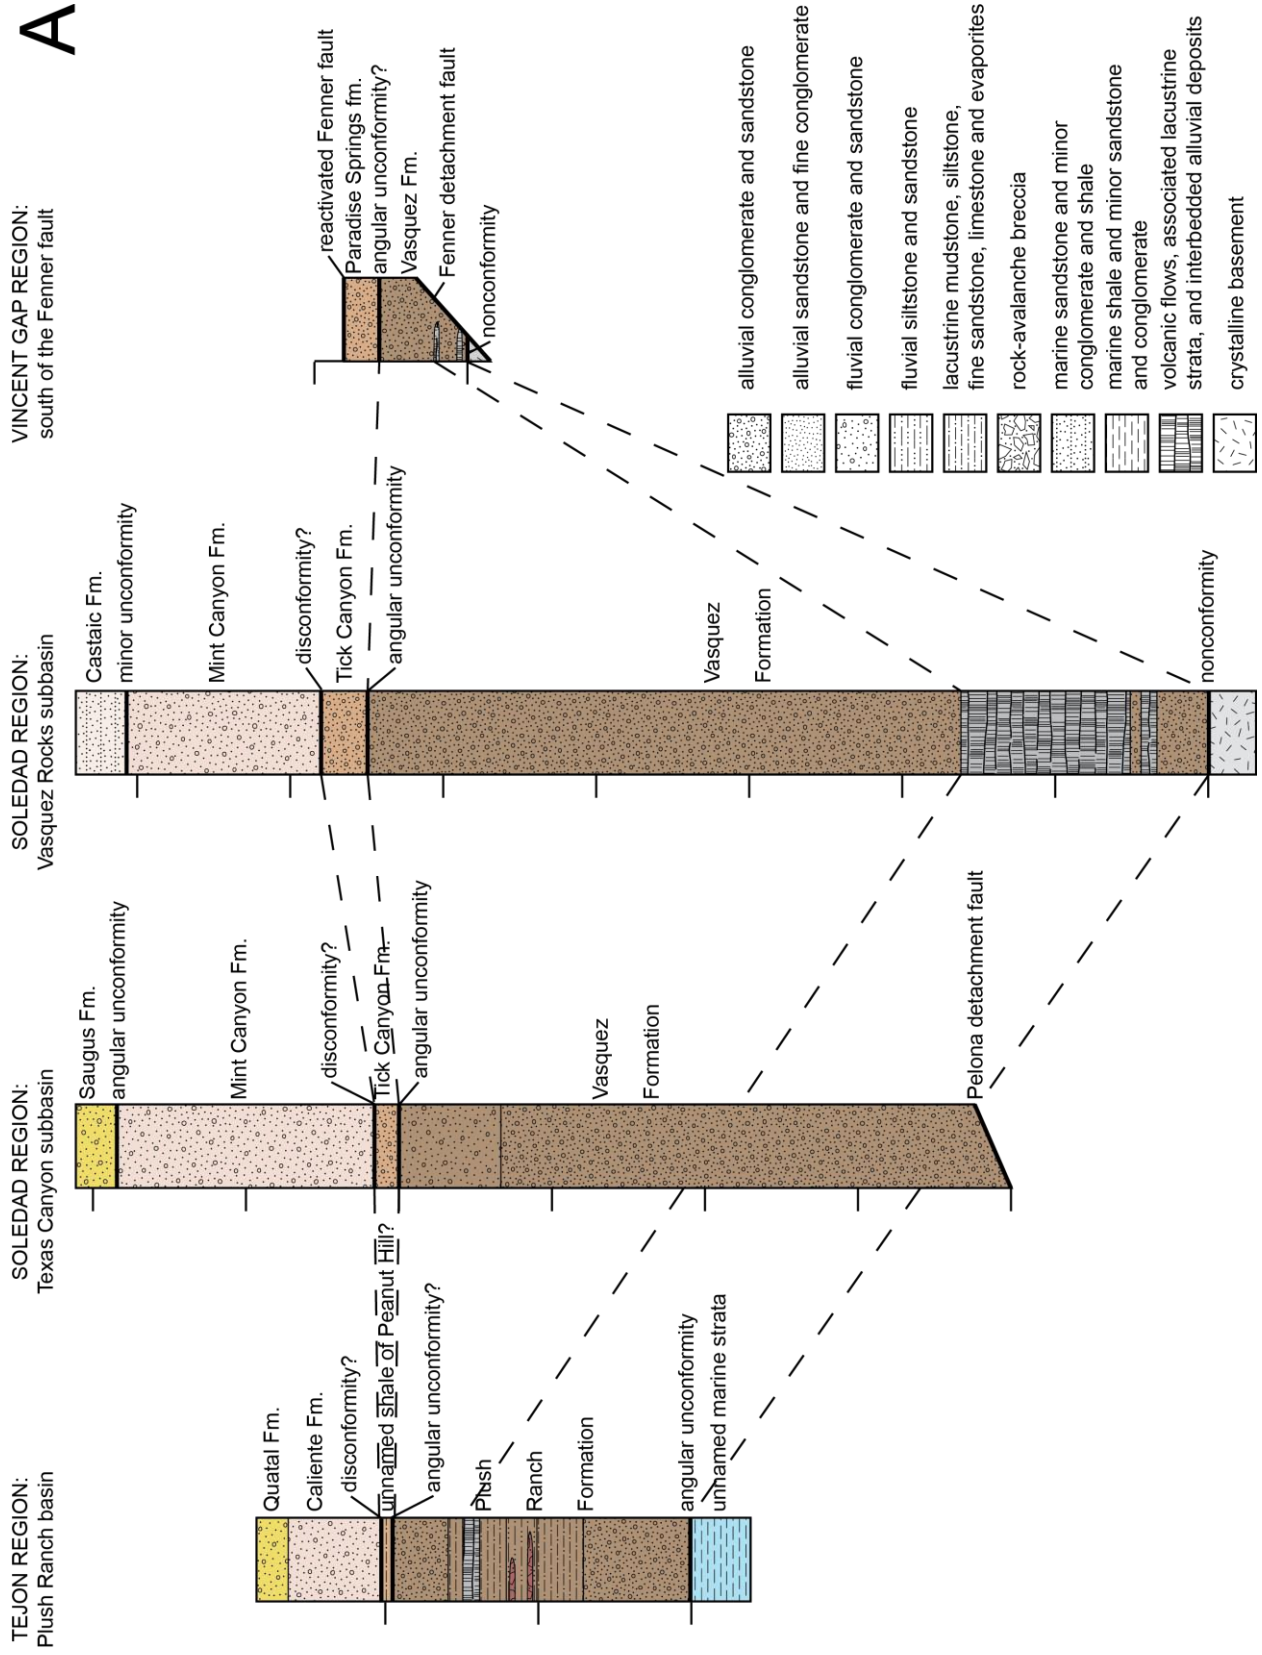 A
TEJON REGION:
Plush Ranch basin
Quatal Fm.
Caliente Fm.
disconformity?
unnamed shale of Peanut Hill?
angular unconformity?
Plush
Ranch
Formation
angular unconformity
unnamed marine strata
SOLEDAD REGION:
Texas Canyon subbasin
Saugus Fm.
angular unconformity
Mint Canyon Fm.
disconformity?
Tick Canyon Fm.
angular unconformity
Vasquez
Formation
Pelona detachment fault
SOLEDAD REGION:
Vasquez Rocks subbasin
Castaic Fm.
minor unconformity
Mint Canyon Fm.
disconformity?
Tick Canyon Fm.
angular unconformity
Vasquez
Formation
nonconformity
VINCENT GAP REGION:
south of the Fenner fault
reactivated Fenner fault
Paradise Springs fm.
angular unconformity?
Vasquez Fm.
Fenner detachment fault
nonconformity
alluvial conglomerate and sandstone
alluvial sandstone and fine conglomerate
fluvial conglomerate and sandstone
fluvial siltstone and sandstone
lacustrine mudstone, siltstone,
fine sandstone, limestone and evaporites
rock-avalanche breccia
marine sandstone and minor
conglomerate and shale
marine shale and minor sandstone
and conglomerate
volcanic flows, associated lacustrine
strata, and interbedded alluvial deposits
crystalline basement